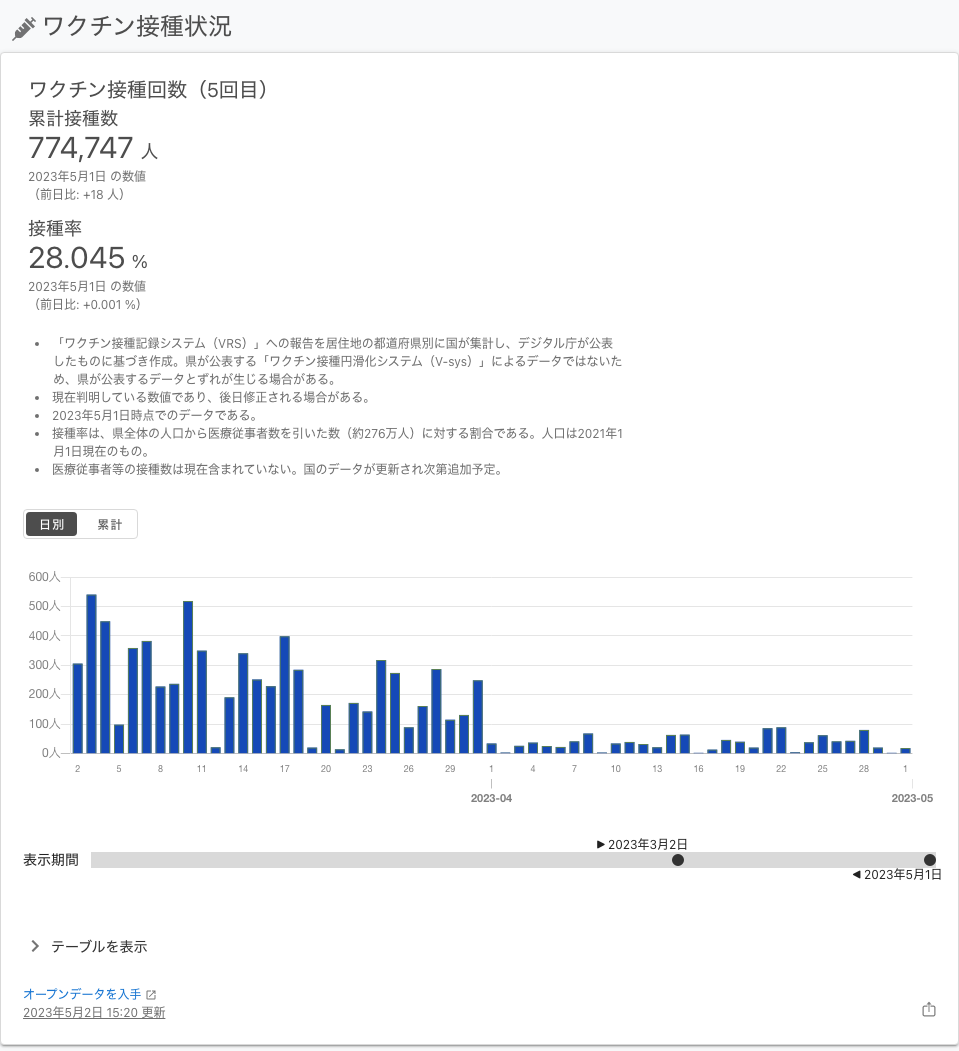 ワクチン接種状況
ワクチン接種回数（5回目）
累計接種数
774,747 人
2023年5月1日 の数値
（前日比: +18 人）
接種率
28.045 %
2023年5月1日 の数値
（前日比: +0.001 %）
• 「ワクチン接種記録システム（VRS）」への報告を居住地の都道府県別に国が集計し、デジタル庁が公表
したものに基づき作成。県が公表する「ワクチン接種円滑化システム（V-sys）」によるデータではないた
め、県が公表するデータとずれが生じる場合がある。
• 現在判明している数値であり、後日修正される場合がある。
• 2023年5月1日時点でのデータである。
• 接種率は、県全体の人口から医療従事者数を引いた数（約276万人）に対する割合である。人口は2021年1
月1日現在のもの。
• 医療従事者等の接種数は現在含まれていない。国のデータが更新され次第追加予定。
日別 累計
600人
500人
400人
300人
200人
100人
0人
2 5 8 11 14 17 20 23 26 29 1 4 7 10 13 16 19 22 25 28 1
2023-04 2023-05
▶ 2023年3月2日
表示期間
◀ 2023年5月1日
テーブルを表示
オープンデータを入手
2023年5月2日 15:20 更新